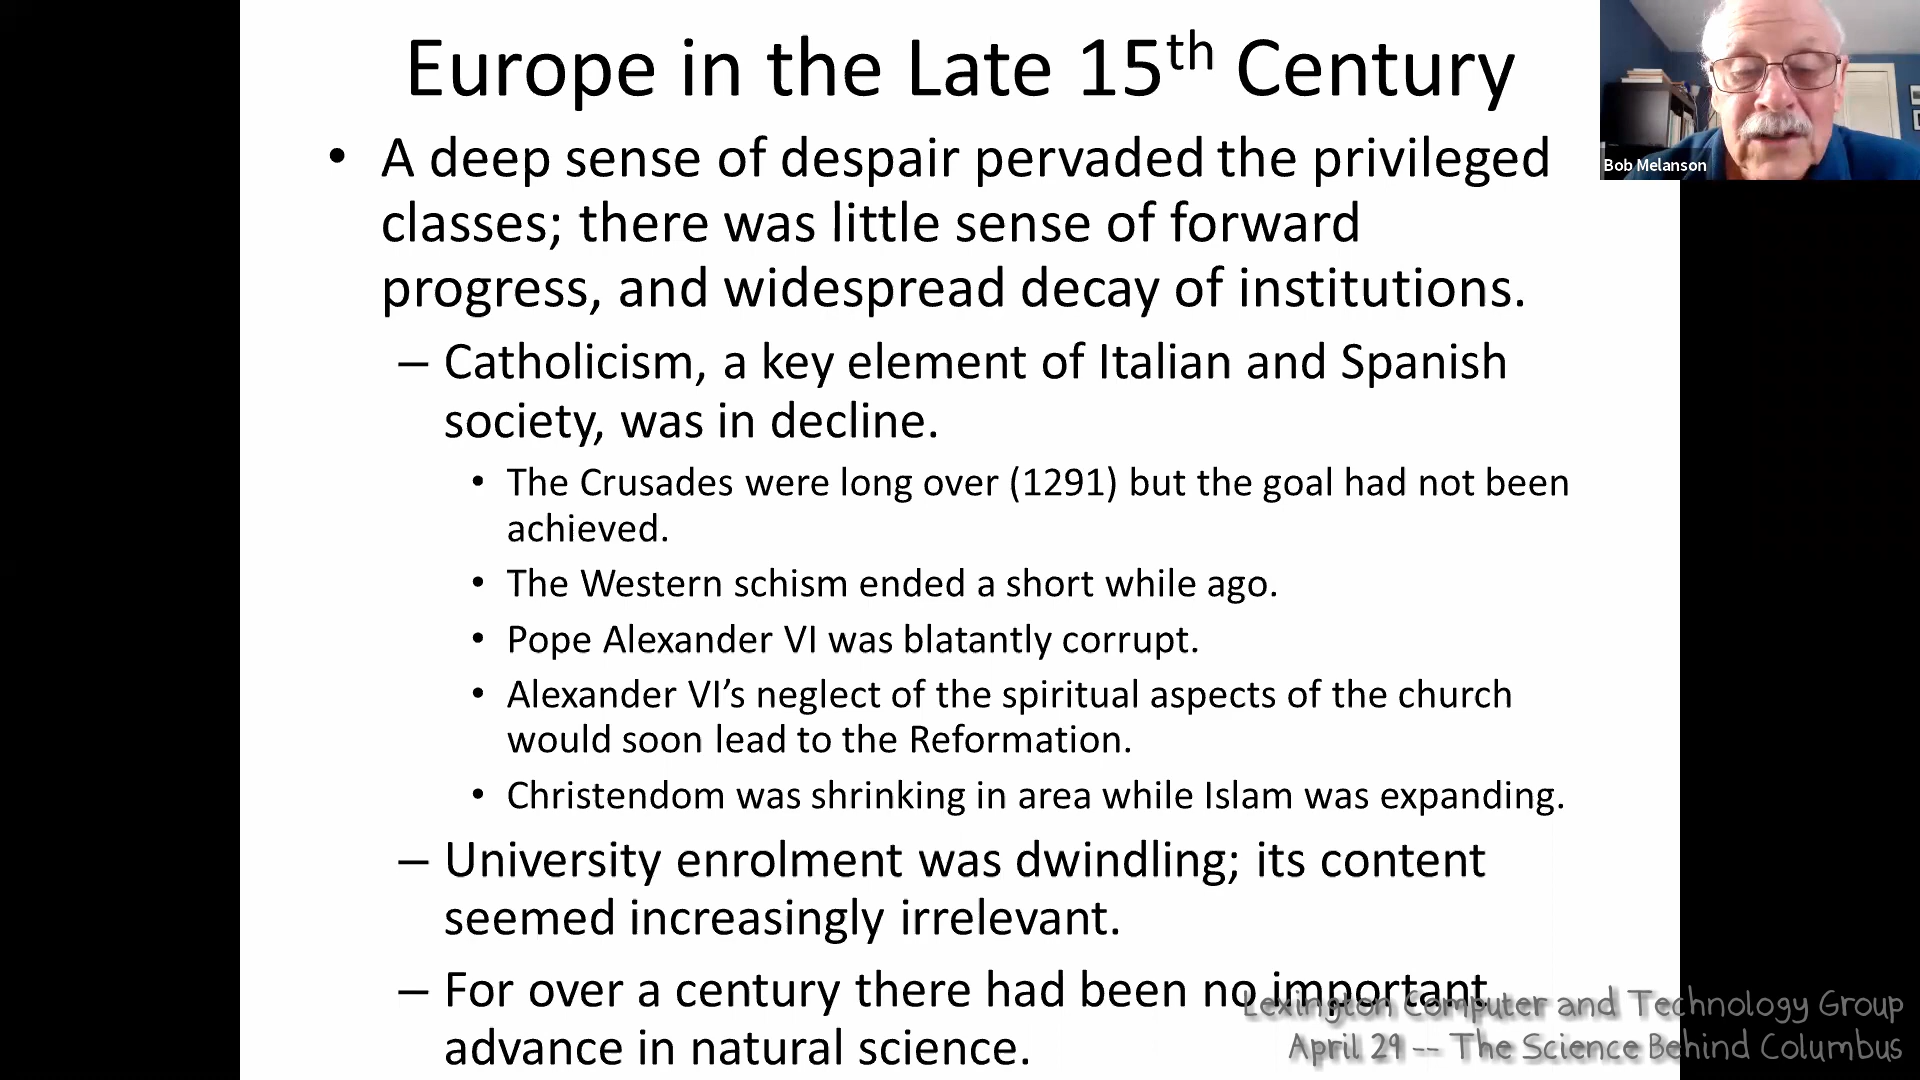 Europe in the Late 15th Century
• A deep sense of despair pervaded the privileged
classes; there was little sense of forward
progress, and widespread decay of institutions.
– Catholicism, a key element of Italian and Spanish
society, was in decline.
• The Crusades were long over (1291) but the goal had not been
achieved.
• The Western schism ended a short while ago.
• Pope Alexander VI was blatantly corrupt.
• Alexander VI’s neglect of the spiritual aspects of the church
would soon lead to the Reformation.
• Christendom was shrinking in area while Islam was expanding.
– University enrolment was dwindling; its content
seemed increasingly irrelevant.
– For over a century there had been no important
advance in natural science.
Bob Melanson
Lexington Computer and Technology Group
April 29 -- The Science Behind Columbus